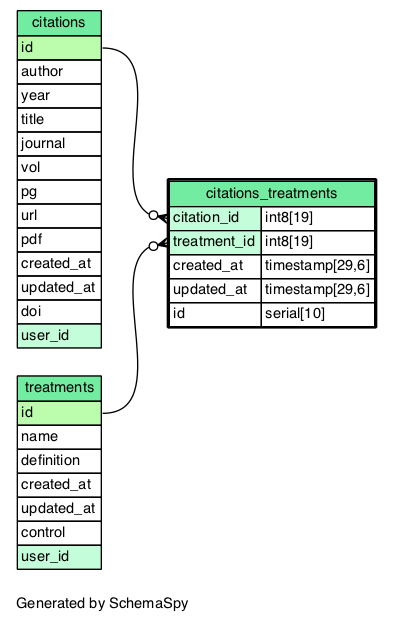 citations
id
author
year
title
journal
vol
pg
url
pdf
created_at
updated_at
doi
user_id
citations_treatments
citation_id int8[19]
treatment_id int8[19]
created_at timestamp[29,6]
updated_at timestamp[29,6]
id serial[10]
treatments
id
name
definition
created_at
updated_at
control
user_id
Generated by SchemaSpy